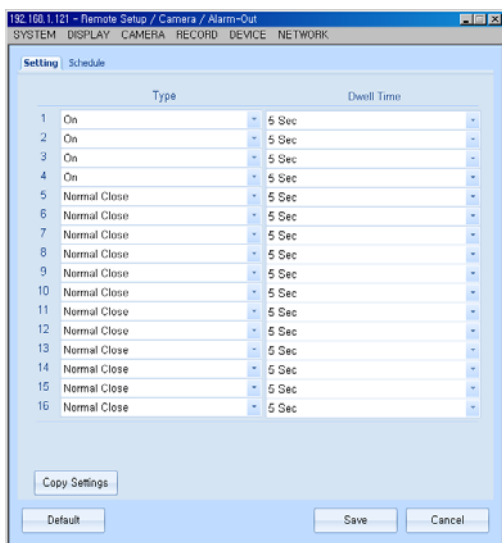 192.168.1.121 - Remote Setup / Camera / Alarm-Out
SYSTEM DISPLAY CAMERA RECORD DEVICE NETWORK
Setting Schedule
Type Dwell Time
1 On 5 Sec
2 On 5 Sec
3 On 5 Sec
4 On 5 Sec
5 Normal Close 5 Sec
6 Normal Close 5 Sec
7 Normal Close 5 Sec
8 Normal Close 5 Sec
9 Normal Close 5 Sec
10 Normal Close 5 Sec
11 Normal Close 5 Sec
12 Normal Close 5 Sec
13 Normal Close 5 Sec
14 Normal Close 5 Sec
15 Normal Close 5 Sec
16 Normal Close 5 Sec
Copy Settings
Default Save Cancel